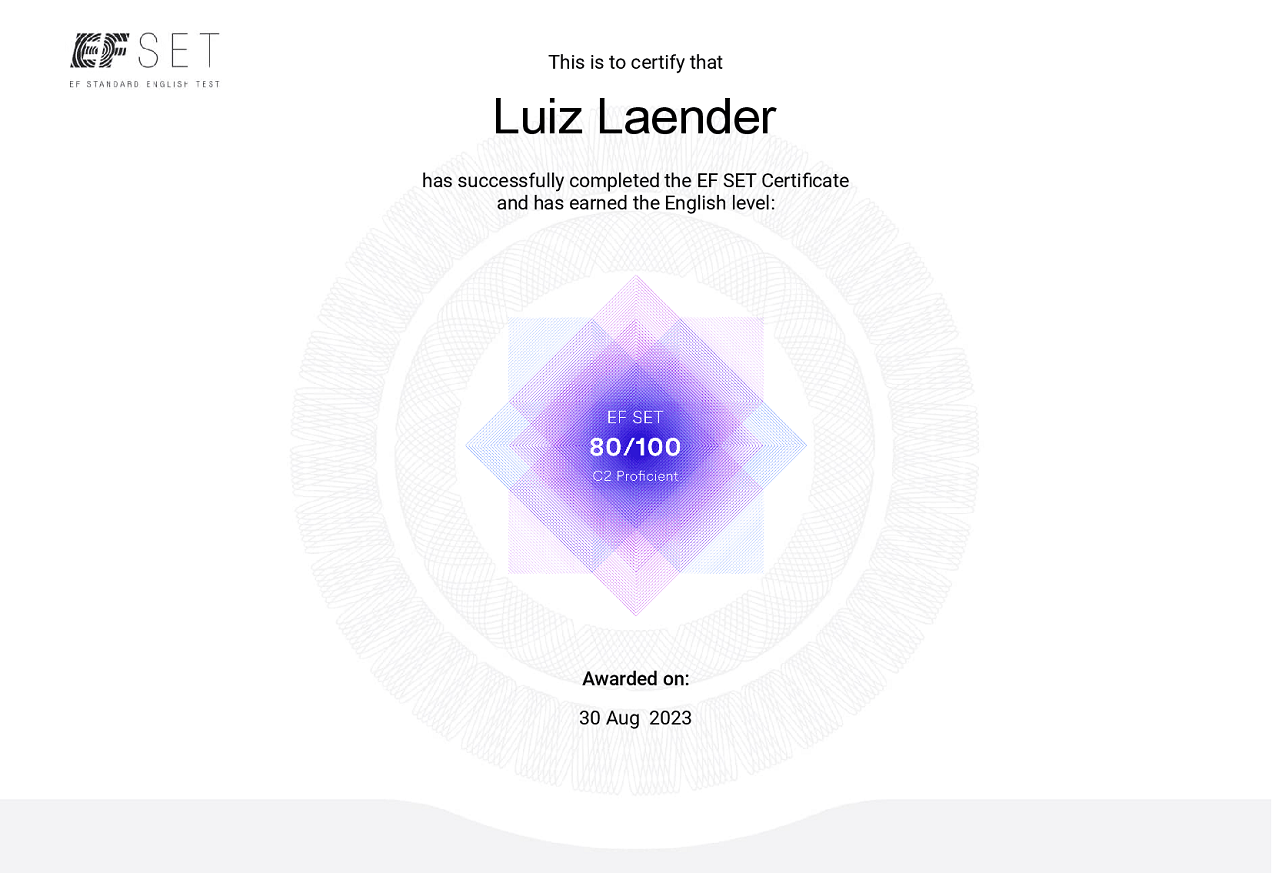 EF SET
EF STANDARD ENGLISH TEST
This is to certify that
Luiz Laender
has successfully completed the EF SET Certificate
and has earned the English level:
EF SET
80/100
C2 Proficient
Awarded on:
30 Aug 2023